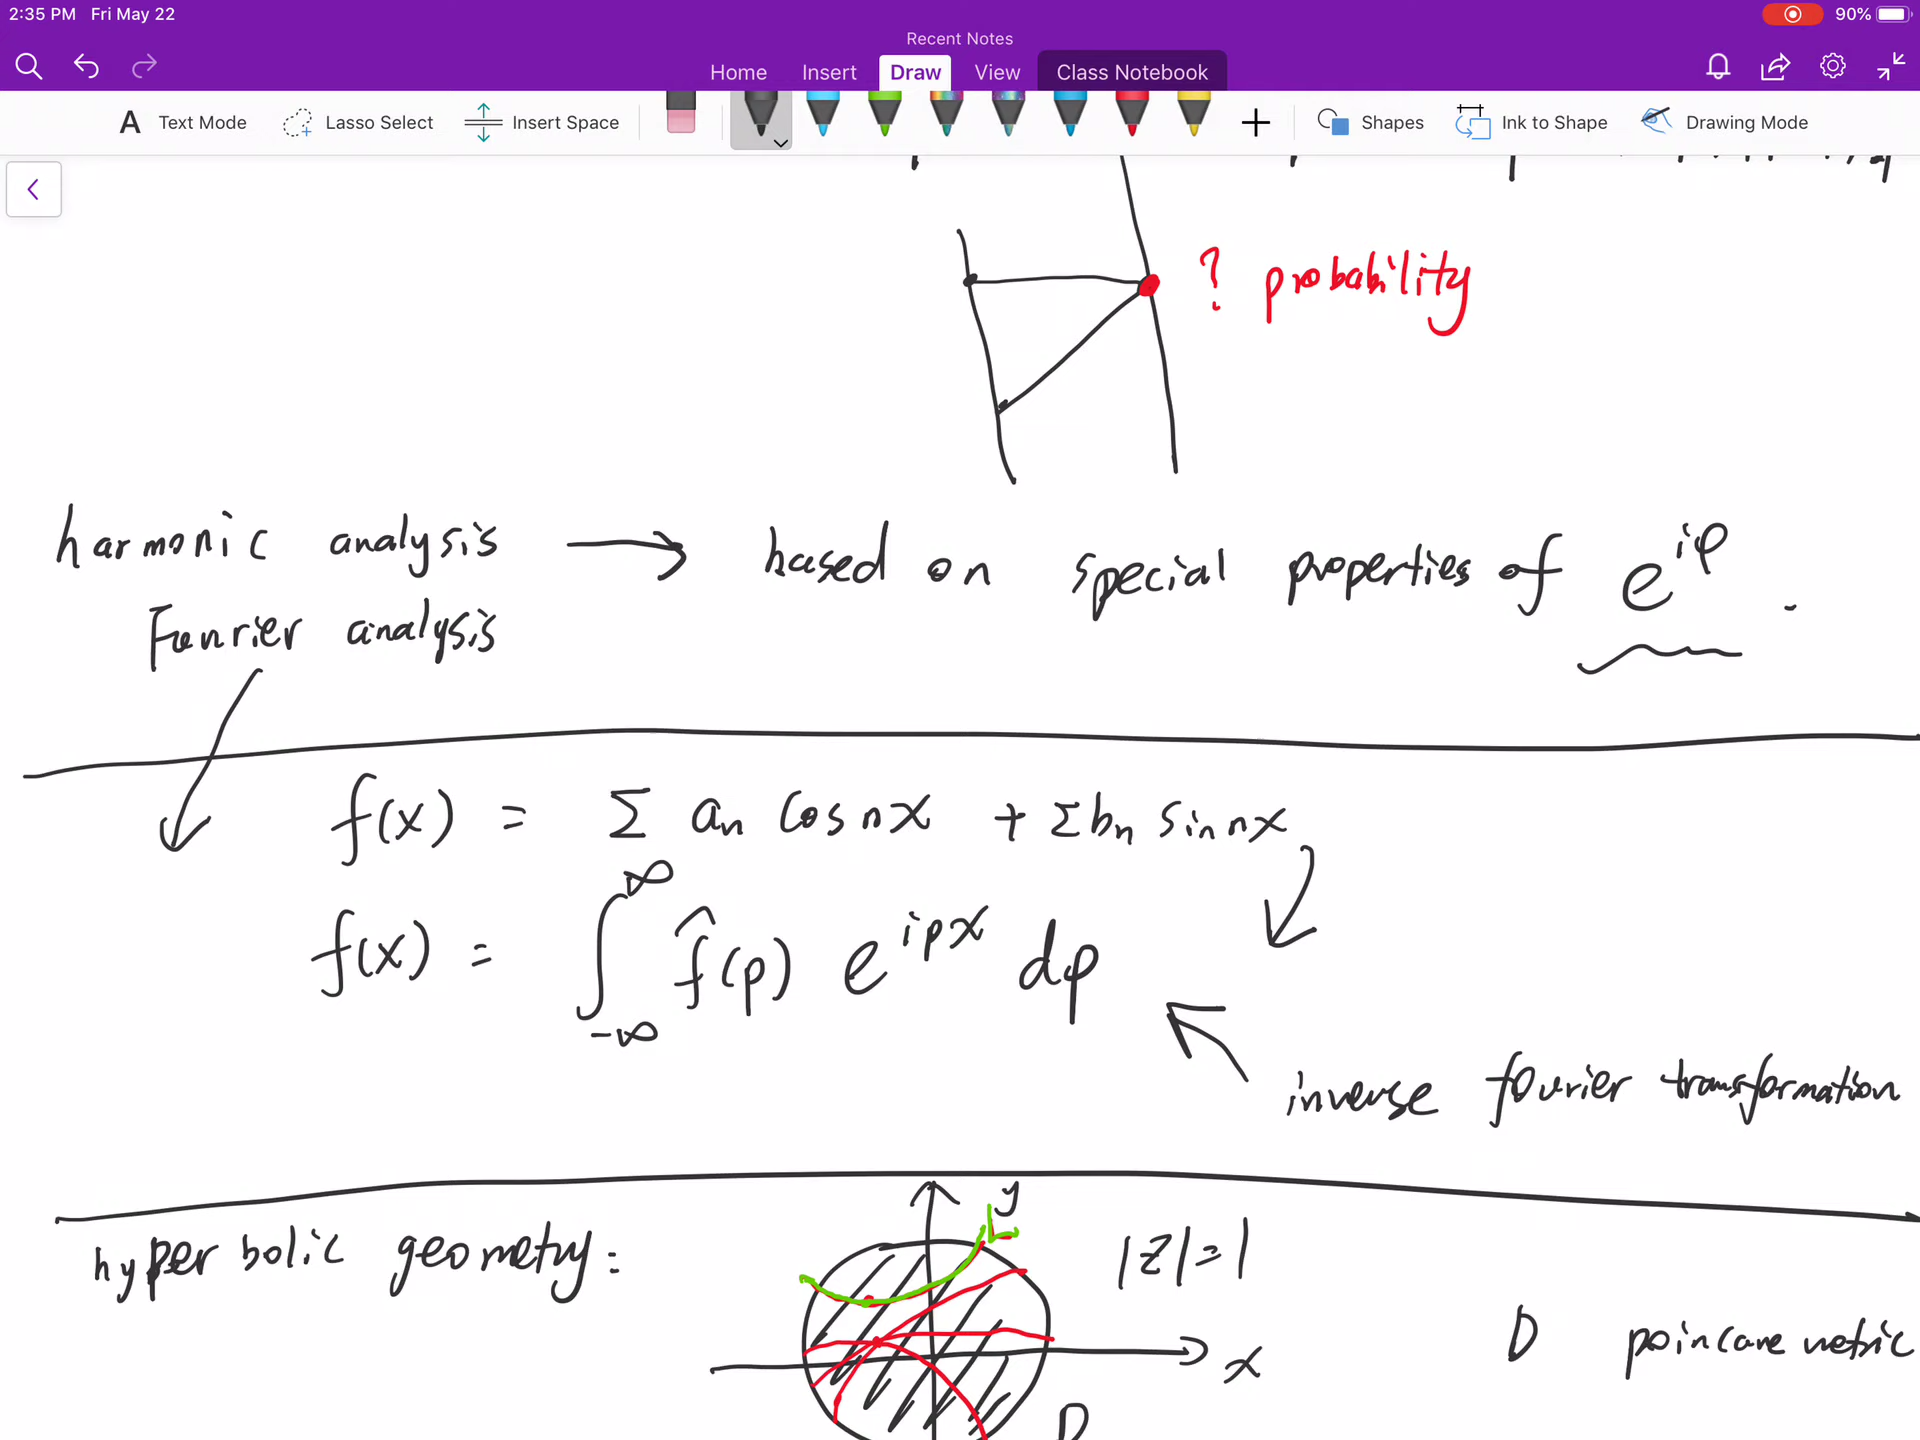 2:35 PM Fri May 22
90%
Recent Notes
Home Insert Draw View Class Notebook
Text Mode Lasso Select Insert Space Shapes Ink to Shape Drawing Mode
? probability
harmonic analysis → based on special properties of e^{iφ} .
Fourier analysis
f(x) = Σ an cos nx + Σ bn sin nx
f(x) = ∫_{-∞}^{∞} f̂(p) e^{ipx} dp
inverse fourier transformation
hyperbolic geometry:
y
L
|z|=1
x
D
D poincare metric